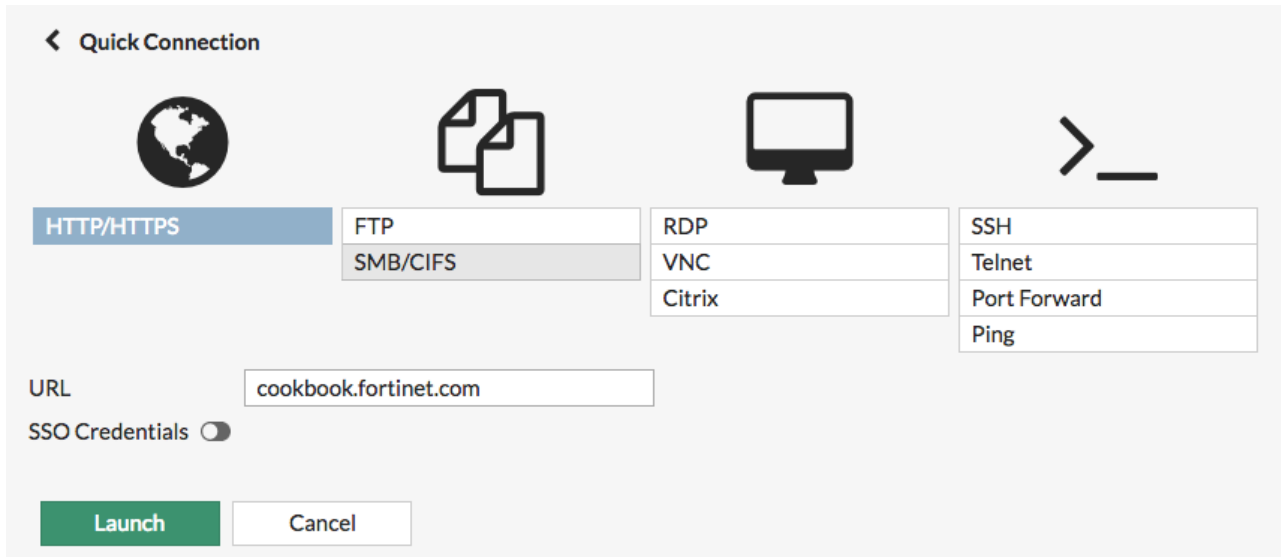 Quick Connection
HTTP/HTTPS
FTP
RDP
SSH
SMB/CIFS
VNC
Telnet
Citrix
Port Forward
Ping
URL cookbook.fortinet.com
SSO Credentials
Launch Cancel